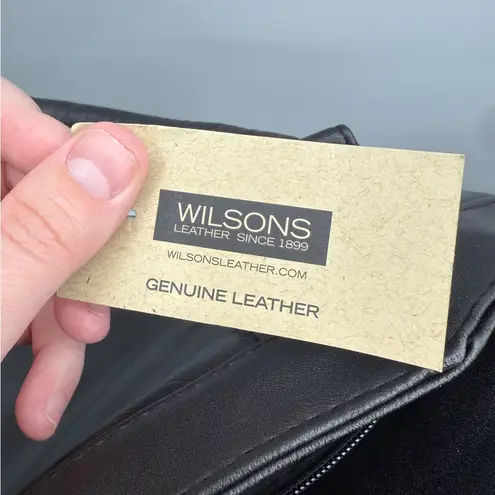 WILSONS
LEATHER SINCE 1899
WILSONSLEATHER.COM
GENUINE LEATHER